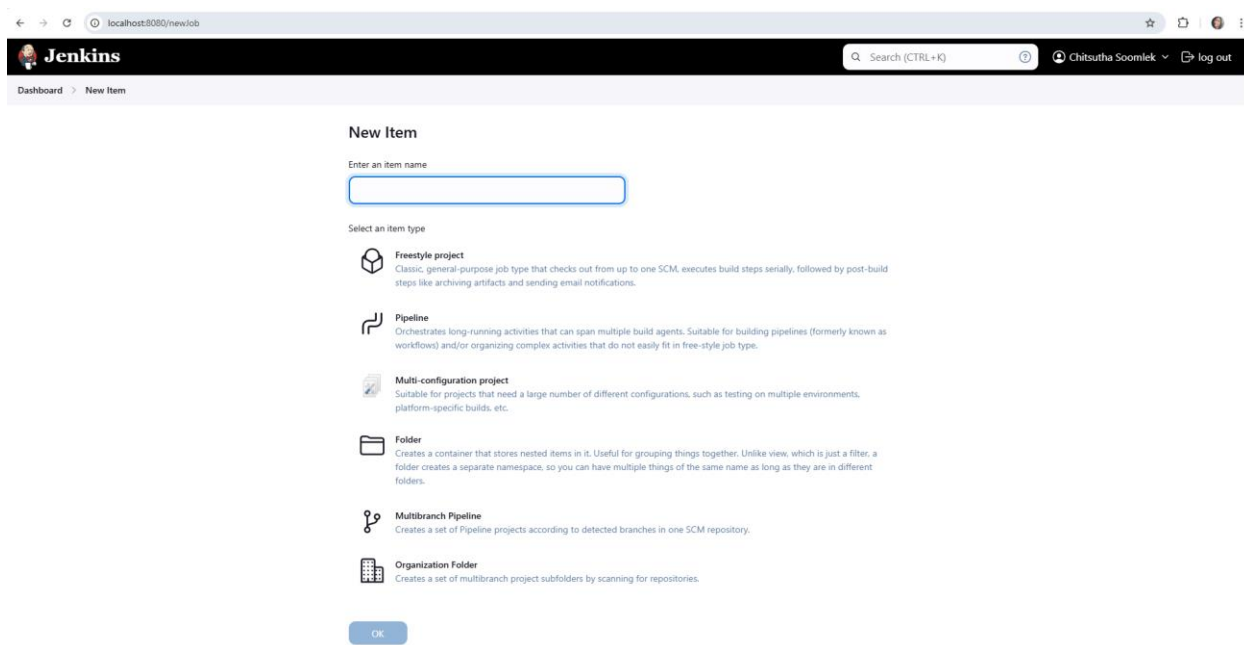 localhost:8080/newJob
Jenkins
Search (CTRL+K)
Chitsutha Soomlek
log out
Dashboard > New Item
New Item
Enter an item name
Select an item type
Freestyle project
Classic, general-purpose job type that checks out from up to one SCM, executes build steps serially, followed by post-build
steps like archiving artifacts and sending email notifications.
Pipeline
Orchestrates long-running activities that can span multiple build agents. Suitable for building pipelines (formerly known as
workflows) and/or organizing complex activities that do not easily fit in free-style job type.
Multi-configuration project
Suitable for projects that need a large number of different configurations, such as testing on multiple environments,
platform-specific builds, etc.
Folder
Creates a container that stores nested items in it. Useful for grouping things together. Unlike view, which is just a filter, a
folder creates a separate namespace, so you can have multiple things of the same name as long as they are in different
folders.
Multibranch Pipeline
Creates a set of Pipeline projects according to detected branches in one SCM repository.
Organization Folder
Creates a set of multibranch project subfolders by scanning for repositories.
OK